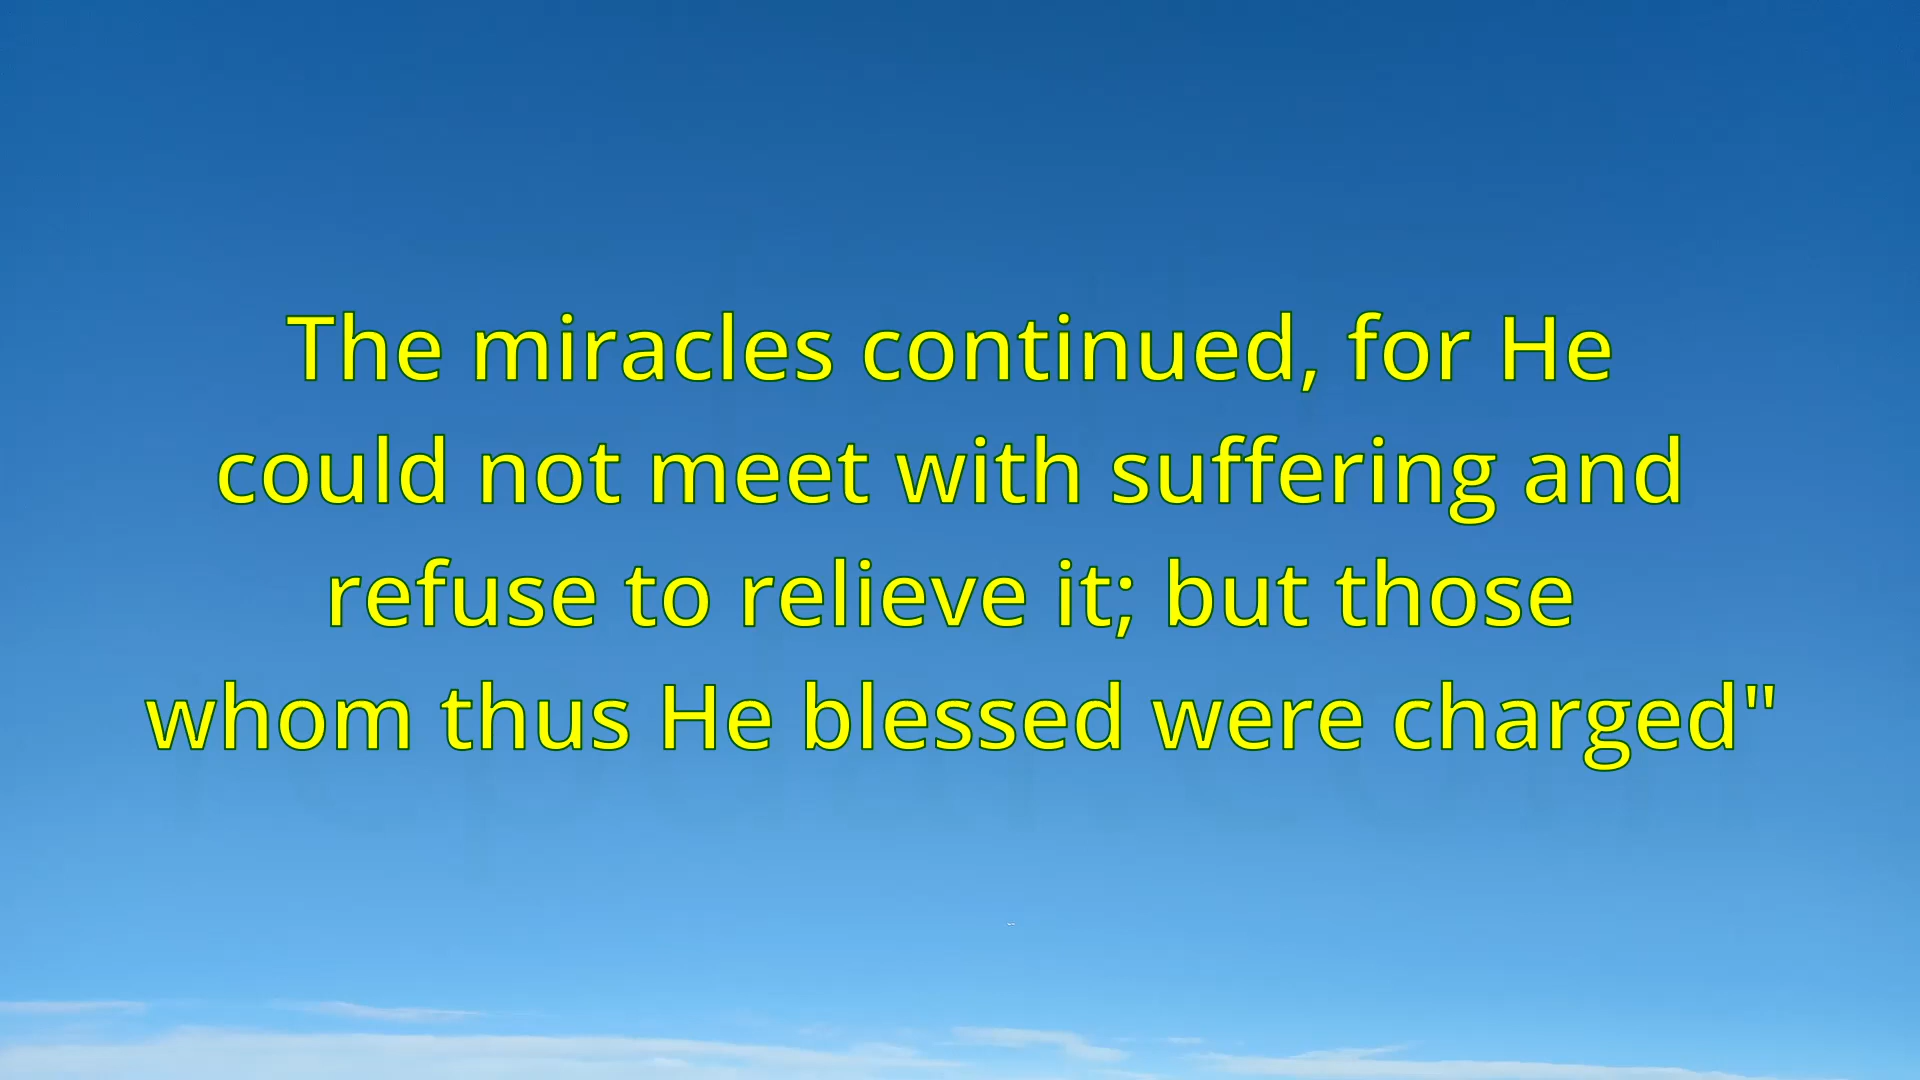 The miracles continued, for He
could not meet with suffering and
refuse to relieve it; but those
whom thus He blessed were charged"